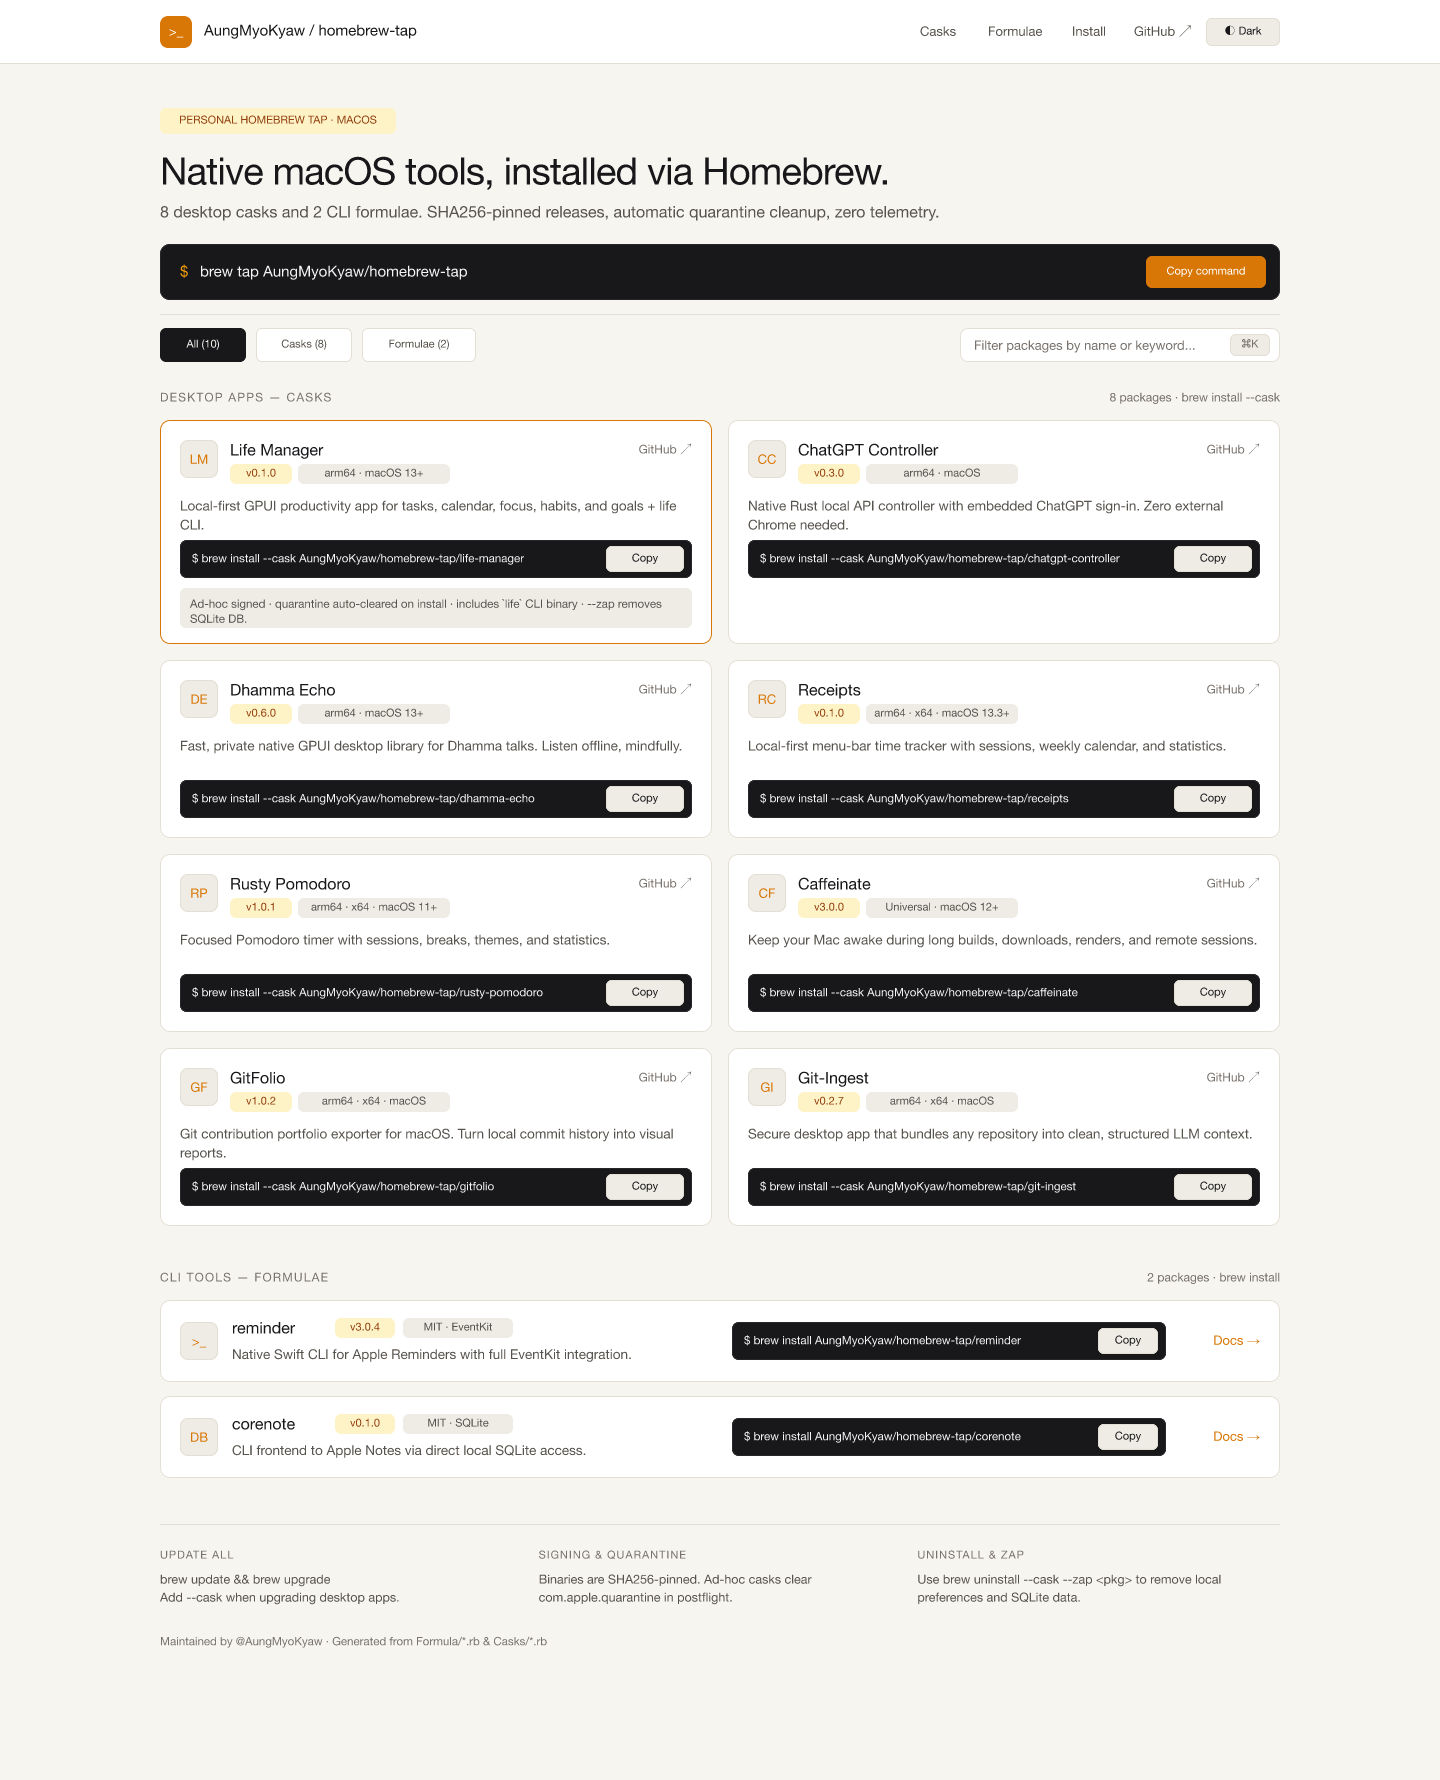 >_ AungMyoKyaw / homebrew-tap Casks Formulae Install GitHub ↗ ◐ Dark
PERSONAL HOMEBREW TAP · MACOS
Native macOS tools, installed via Homebrew.
8 desktop casks and 2 CLI formulae. SHA256-pinned releases, automatic quarantine cleanup, zero telemetry.
$ brew tap AungMyoKyaw/homebrew-tap Copy command
All (10) Casks (8) Formulae (2) Filter packages by name or keyword... ⌘K
DESKTOP APPS — CASKS 8 packages · brew install --cask
LM Life Manager GitHub ↗
v0.1.0 arm64 · macOS 13+
Local-first GPUI productivity app for tasks, calendar, focus, habits, and goals + life
CLI.
$ brew install --cask AungMyoKyaw/homebrew-tap/life-manager Copy
Ad-hoc signed · quarantine auto-cleared on install · includes `life` CLI binary · --zap removes
SQLite DB.
CC ChatGPT Controller GitHub ↗
v0.3.0 arm64 · macOS
Native Rust local API controller with embedded ChatGPT sign-in. Zero external
Chrome needed.
$ brew install --cask AungMyoKyaw/homebrew-tap/chatgpt-controller Copy
DE Dhamma Echo GitHub ↗
v0.6.0 arm64 · macOS 13+
Fast, private native GPUI desktop library for Dhamma talks. Listen offline, mindfully.
$ brew install --cask AungMyoKyaw/homebrew-tap/dhamma-echo Copy
RC Receipts GitHub ↗
v0.1.0 arm64 · x64 · macOS 13.3+
Local-first menu-bar time tracker with sessions, weekly calendar, and statistics.
$ brew install --cask AungMyoKyaw/homebrew-tap/receipts Copy
RP Rusty Pomodoro GitHub ↗
v1.0.1 arm64 · x64 · macOS 11+
Focused Pomodoro timer with sessions, breaks, themes, and statistics.
$ brew install --cask AungMyoKyaw/homebrew-tap/rusty-pomodoro Copy
CF Caffeinate GitHub ↗
v3.0.0 Universal · macOS 12+
Keep your Mac awake during long builds, downloads, renders, and remote sessions.
$ brew install --cask AungMyoKyaw/homebrew-tap/caffeinate Copy
GF GitFolio GitHub ↗
v1.0.2 arm64 · x64 · macOS
Git contribution portfolio exporter for macOS. Turn local commit history into visual
reports.
$ brew install --cask AungMyoKyaw/homebrew-tap/gitfolio Copy
GI Git-Ingest GitHub ↗
v0.2.7 arm64 · x64 · macOS
Secure desktop app that bundles any repository into clean, structured LLM context.
$ brew install --cask AungMyoKyaw/homebrew-tap/git-ingest Copy
CLI TOOLS — FORMULAE 2 packages · brew install
>_ reminder v3.0.4 MIT · EventKit
Native Swift CLI for Apple Reminders with full EventKit integration.
$ brew install AungMyoKyaw/homebrew-tap/reminder Copy Docs →
DB corenote v0.1.0 MIT · SQLite
CLI frontend to Apple Notes via direct local SQLite access.
$ brew install AungMyoKyaw/homebrew-tap/corenote Copy Docs →
UPDATE ALL
brew update && brew upgrade
Add --cask when upgrading desktop apps.
SIGNING & QUARANTINE
Binaries are SHA256-pinned. Ad-hoc casks clear
com.apple.quarantine in postflight.
UNINSTALL & ZAP
Use brew uninstall --cask --zap <pkg> to remove local
preferences and SQLite data.
Maintained by @AungMyoKyaw · Generated from Formula/*.rb & Casks/*.rb